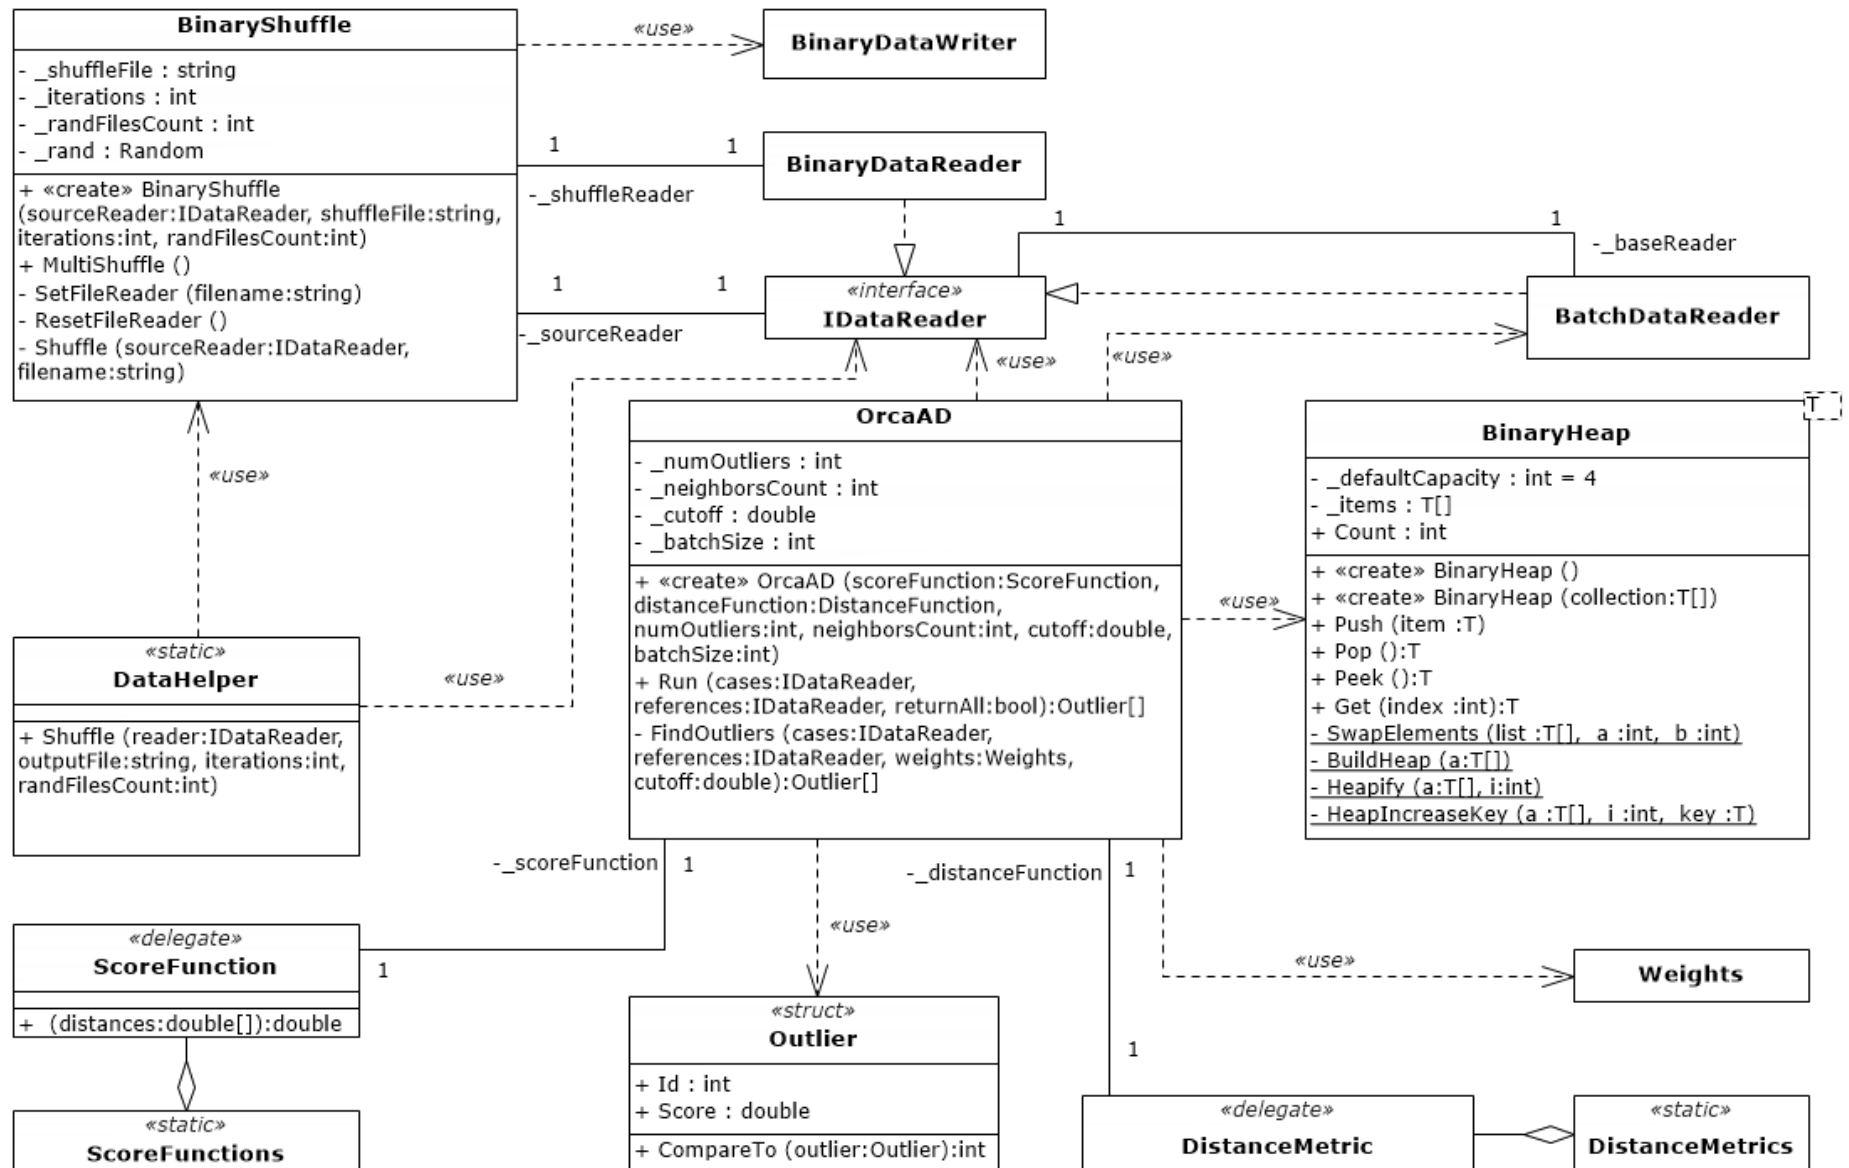 BinaryShuffle
- _shuffleFile : string
- _iterations : int
- _randFilesCount : int
- _rand : Random
+ «create» BinaryShuffle
(sourceReader:IDataReader, shuffleFile:string,
iterations:int, randFilesCount:int)
+ MultiShuffle ()
- SetFileReader (filename:string)
- ResetFileReader ()
- Shuffle (sourceReader:IDataReader,
filename:string)
«use»
BinaryDataWriter
1
1
-_shuffleReader
BinaryDataReader
1
1
-_sourceReader
«interface»
IDataReader
1
1
-_baseReader
BatchDataReader
«use»
«use»
«use»
«use»
OrcaAD
- _numOutliers : int
- _neighborsCount : int
- _cutoff : double
- _batchSize : int
+ «create» OrcaAD (scoreFunction:ScoreFunction,
distanceFunction:DistanceFunction,
numOutliers:int, neighborsCount:int, cutoff:double,
batchSize:int)
+ Run (cases:IDataReader,
references:IDataReader, returnAll:bool):Outlier[]
- FindOutliers (cases:IDataReader,
references:IDataReader, weights:Weights,
cutoff:double):Outlier[]
«use»
T
BinaryHeap
- _defaultCapacity : int = 4
- _items : T[]
+ Count : int
+ «create» BinaryHeap ()
+ «create» BinaryHeap (collection:T[])
+ Push (item :T)
+ Pop ():T
+ Peek ():T
+ Get (index :int):T
- SwapElements (list :T[], a :int, b :int)
- BuildHeap (a:T[])
- Heapify (a:T[], i:int)
- HeapIncreaseKey (a :T[], i :int, key :T)
«static»
DataHelper
+ Shuffle (reader:IDataReader,
outputFile:string, iterations:int,
randFilesCount:int)
-_scoreFunction
1
1
-_distanceFunction
1
1
«use»
«use»
«delegate»
ScoreFunction
+ (distances:double[]):double
«static»
ScoreFunctions
«struct»
Outlier
+ Id : int
+ Score : double
+ CompareTo (outlier:Outlier):int
Weights
«delegate»
DistanceMetric
«static»
DistanceMetrics